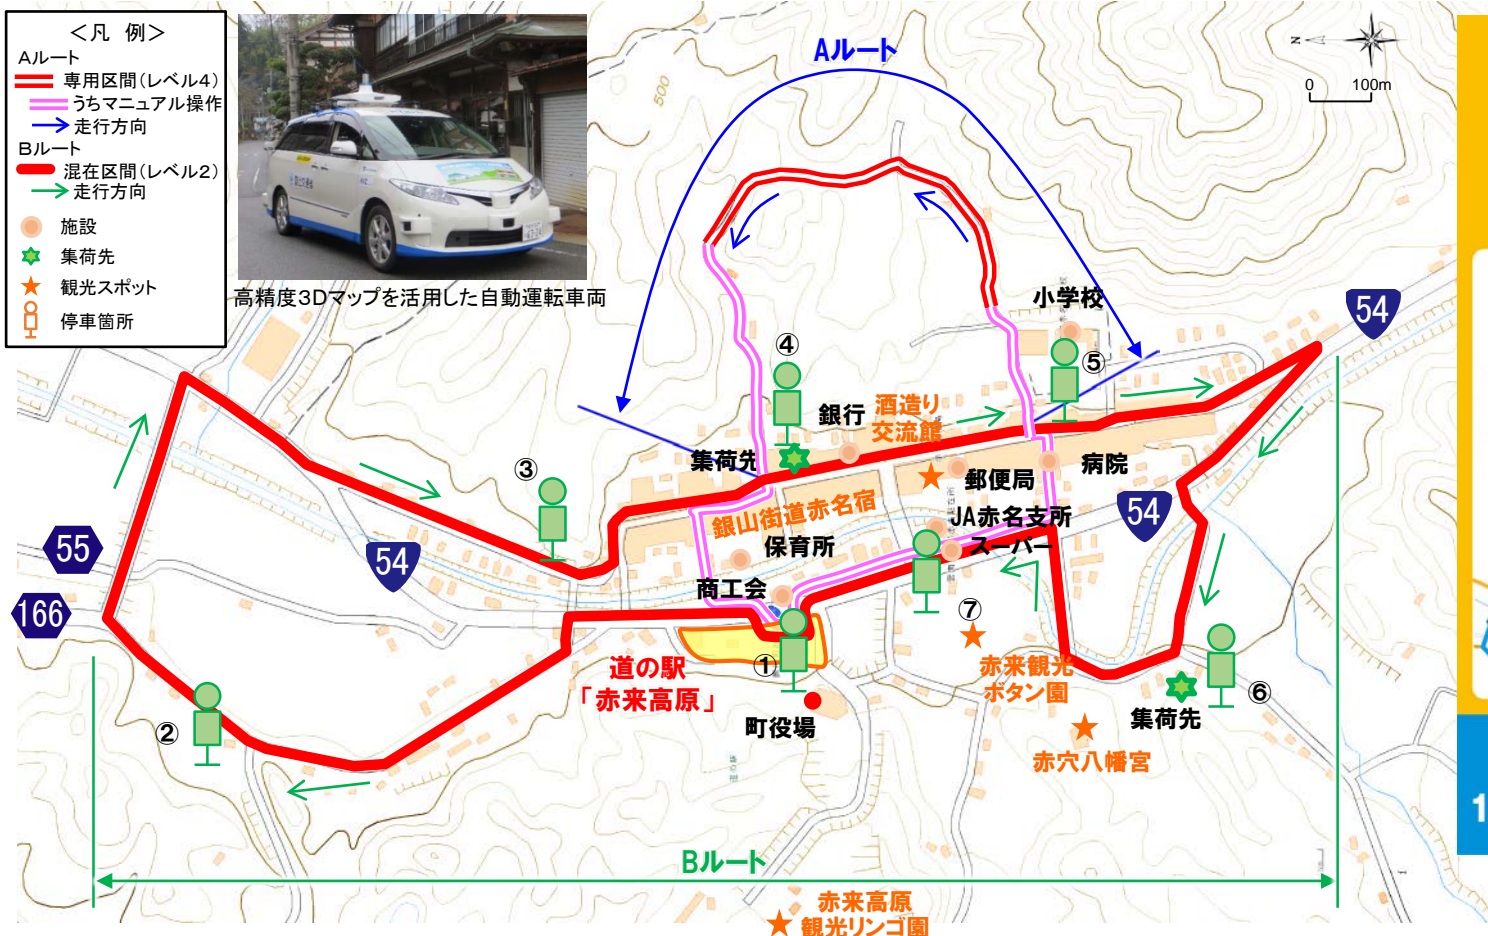 ＜凡 例＞
Aルート
専用区間(レベル4)
うちマニュアル操作
走行方向
Bルート
混在区間(レベル2)
走行方向
施設
集荷先
観光スポット
停車箇所
高精度3Dマップを活用した自動運転車両
Aルート
N
0 100m
500
54
小学校
④
⑤
銀行
酒造り
交流館
集荷先
③
郵便局
病院
銀山街道赤名宿
54
JA赤名支所
スーパー
保育所
55
54
商工会
166
⑦
①
道の駅
「赤来高原」
赤来観光
ボタン園
⑥
集荷先
②
町役場
赤穴八幡宮
Bルート
赤来高原
観光リンゴ園
1